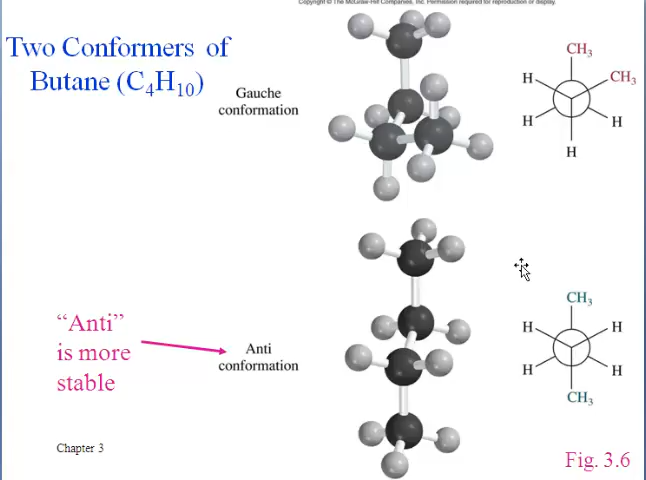 Copyright © The McGraw-Hill Companies, Inc. Permission required for reproduction or display.
Two Conformers of
Butane (C₄H₁₀)
Gauche
conformation
CH₃
H
CH₃
H
H
H
"Anti"
is more
stable
Anti
conformation
CH₃
H
H
H
H
CH₃
Chapter 3
Fig. 3.6